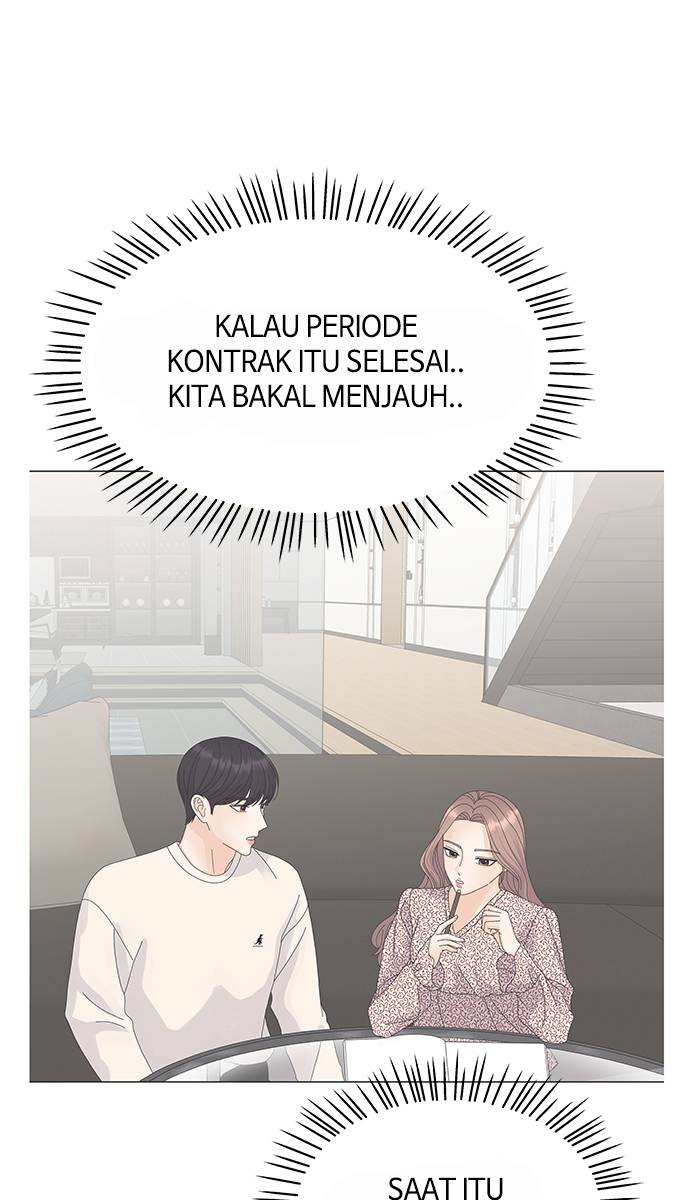 KALAU PERIODE
KONTRAK ITU SELESAI..
KITA BAKAL MENJAUH..
SAAT ITU